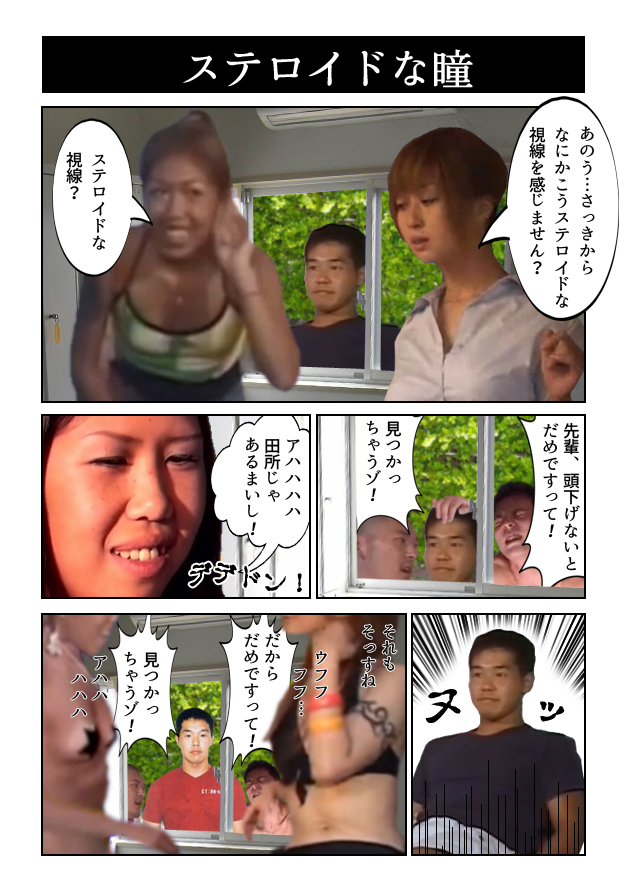 ステロイドな瞳
あのう…さっきから
なにかこうステロイドな
視線を感じません？
ステロイドな
視線？
先輩、頭下げないと
だめですって！
見つかっ
ちゃうゾ！
アハハハハ
田所じゃ
あるまいし！
デデドン！
ヌッ
それも
そっすね
ウフフ
フフ…
だから
だめですって！
見つかっ
ちゃうゾ！
アハハ
ハハハ